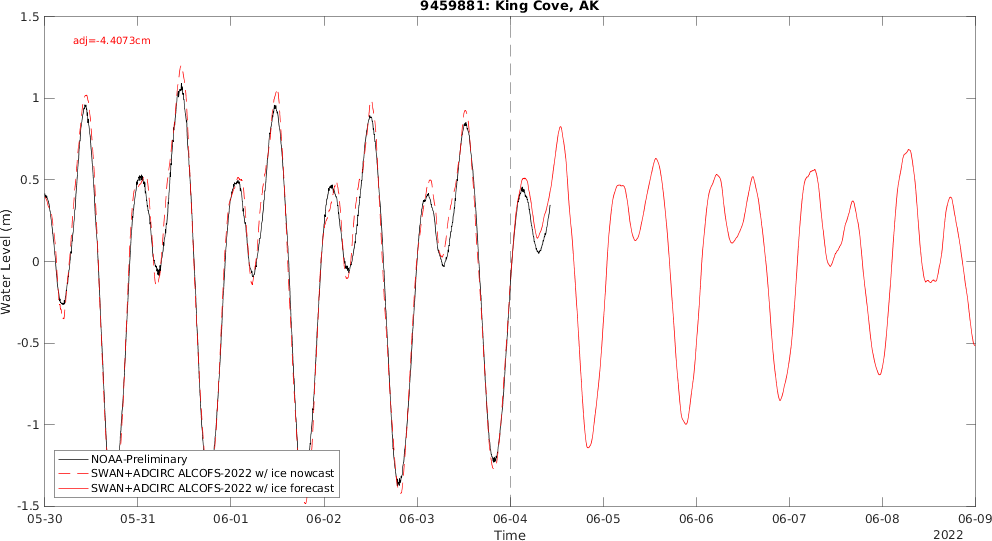 9459881: King Cove, AK
1.5
adj=-4.4073cm
1
0.5
0
-0.5
-1
-1.5
Water Level (m)
NOAA-Preliminary
SWAN+ADCIRC ALCOFS-2022 w/ ice nowcast
SWAN+ADCIRC ALCOFS-2022 w/ ice forecast
05-30 05-31 06-01 06-02 06-03 06-04 06-05 06-06 06-07 06-08 06-09
Time
2022